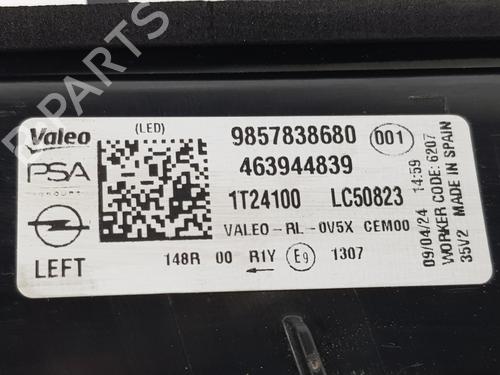 B-PARTS
Valeo
(LED)
9857838680 001
PSA
GROUPE
463944839
1T24100 LC50823
VALEO-RL-0V5X CEM00
LEFT
148R 00 R1Y E9 1307
09/04/24 14:59
WORKER CODE: 6207
35V2 MADE IN SPAIN